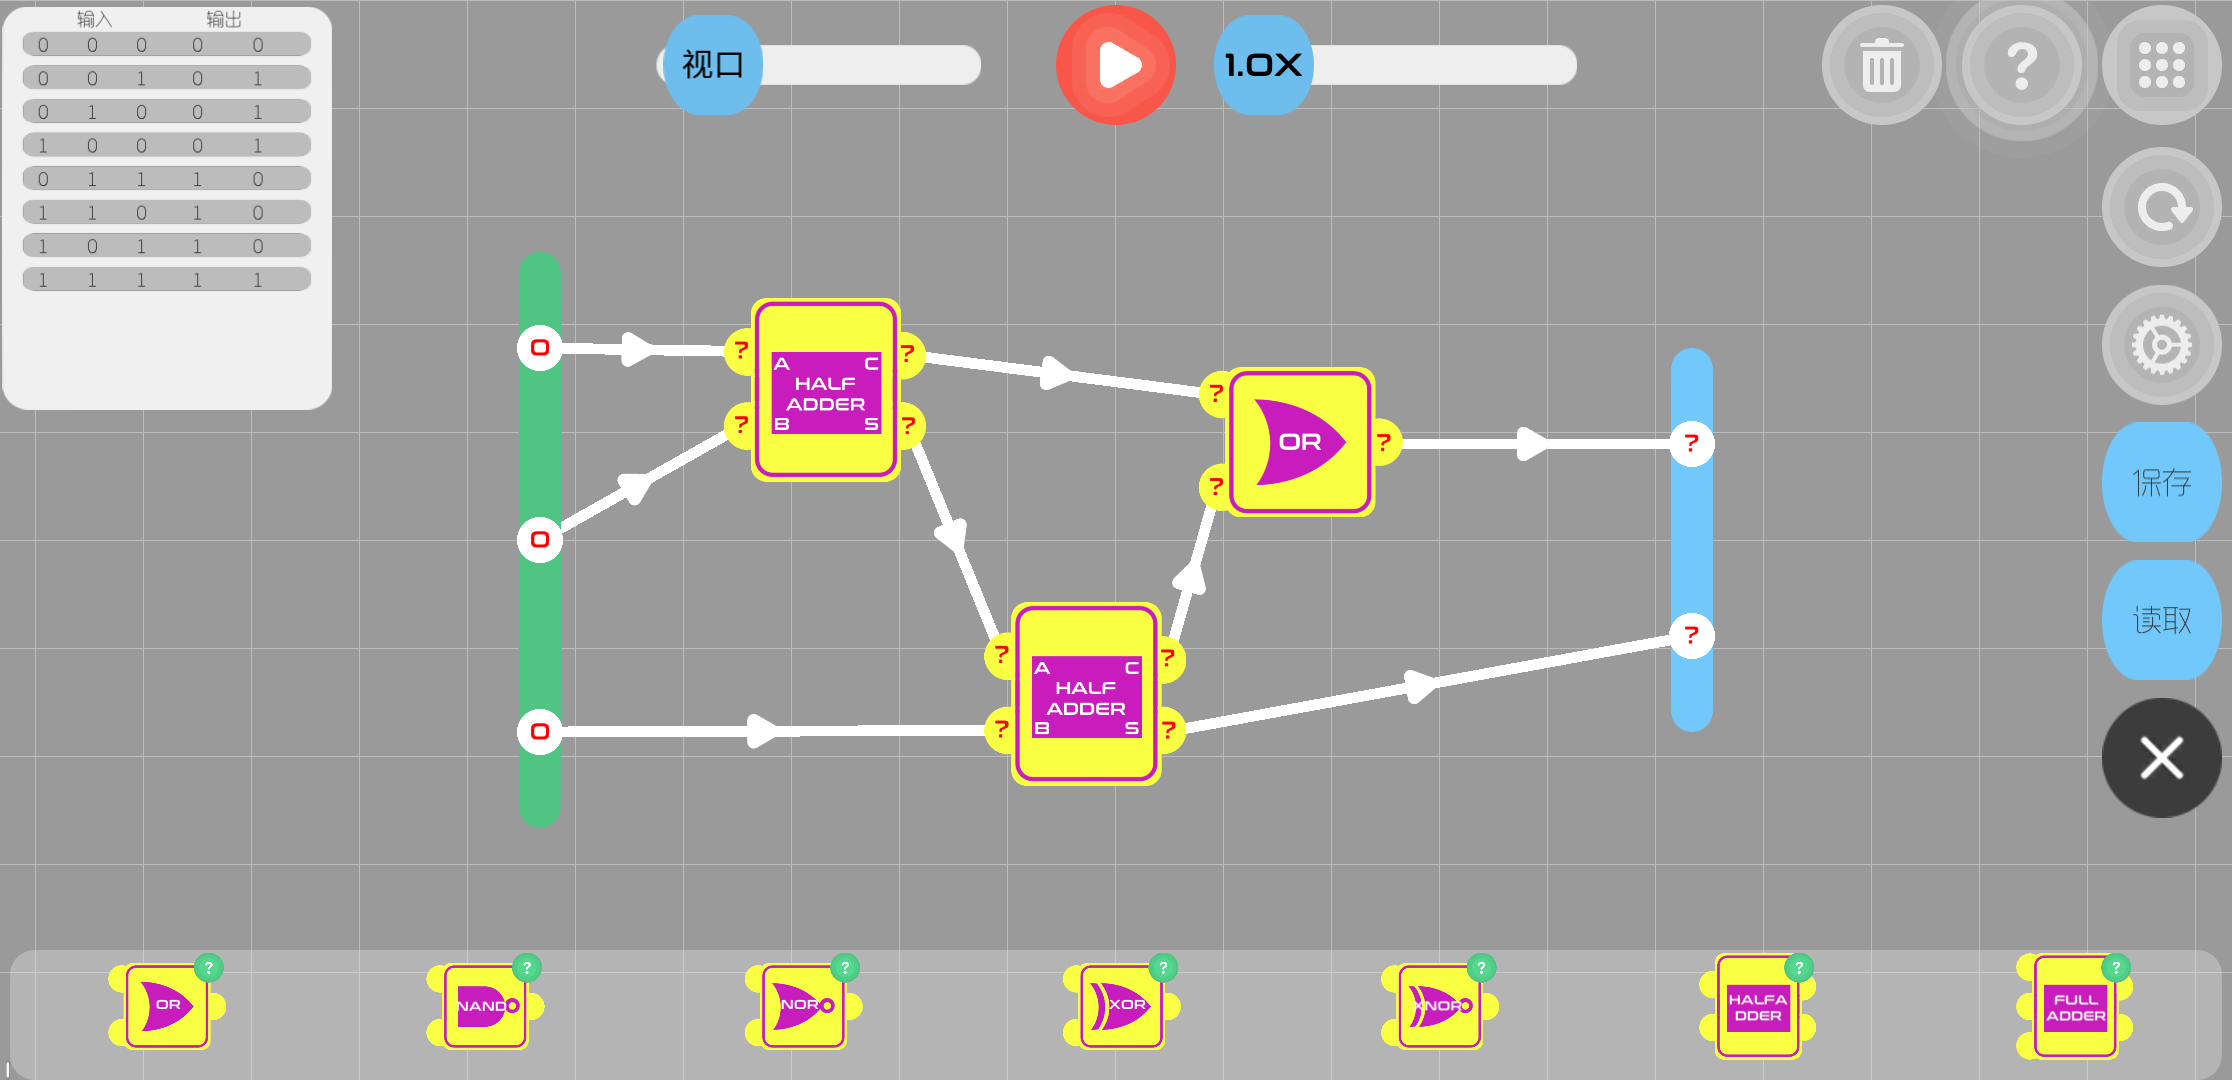 输入 输出
0 0 0 0 0
0 0 1 0 1
0 1 0 0 1
1 0 0 0 1
0 1 1 1 0
1 1 0 1 0
1 0 1 1 0
1 1 1 1 1
视口
1.0X
?
0
0
0
? ?
A C
HALF
ADDER
B S
? ?
? ?
A C
HALF
ADDER
B S
? ?
?
OR
?
?
?
?
保存
读取
OR ?
NAND ?
NOR ?
XOR ?
XNOR ?
HALFA
DDER
?
FULL
ADDER
?